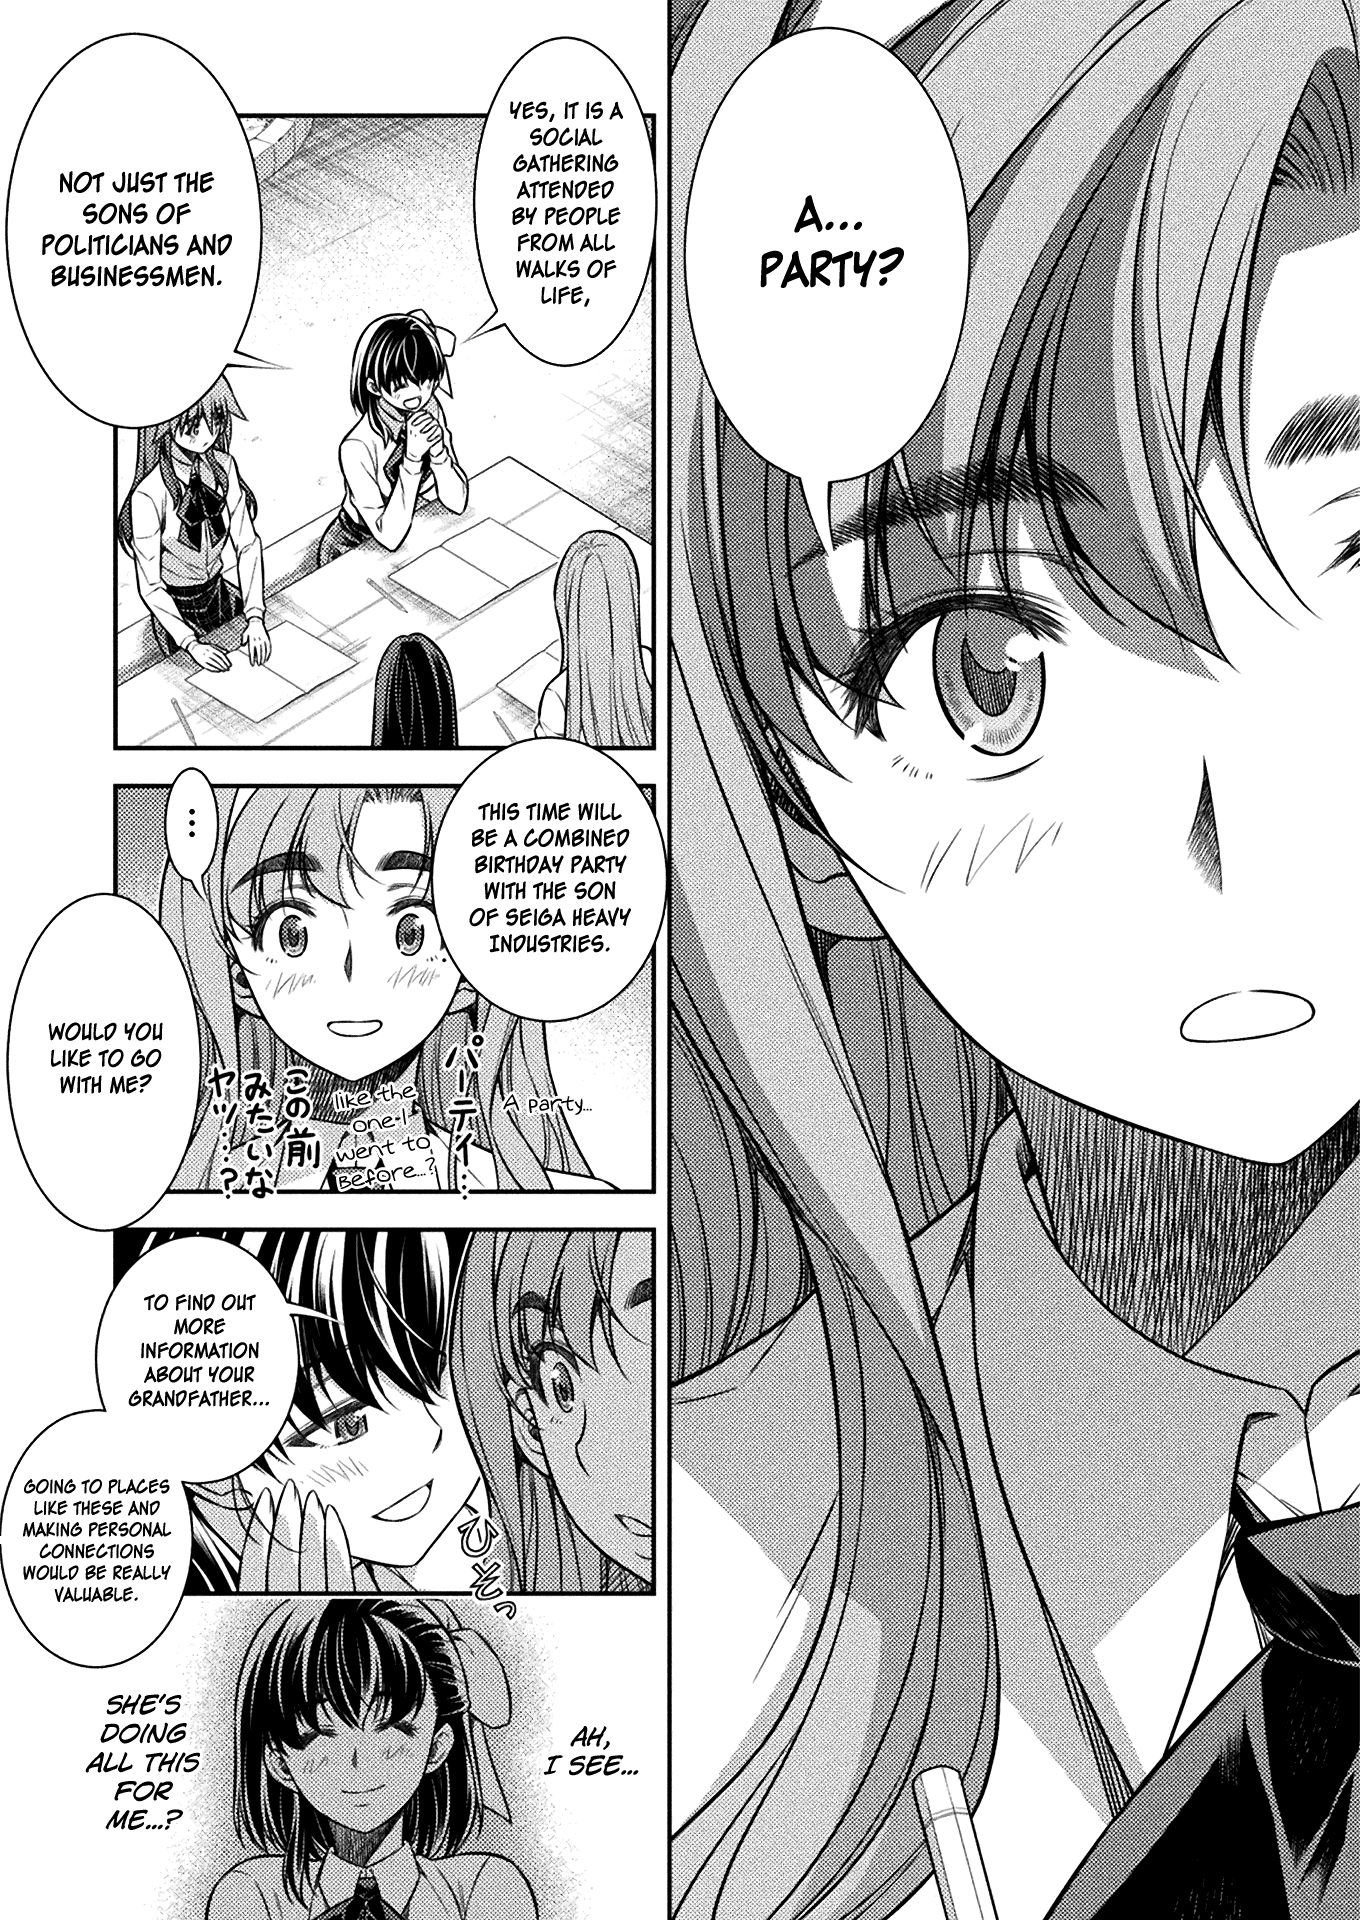 A...
PARTY?
YES, IT IS A
SOCIAL
GATHERING
ATTENDED
BY PEOPLE
FROM ALL
WALKS OF
LIFE,
NOT JUST THE
SONS OF
POLITICIANS AND
BUSINESSMEN.
THIS TIME WILL
BE A COMBINED
BIRTHDAY PARTY
WITH THE SON
OF SEIGA HEAVY
INDUSTRIES.
パーティ…
A party...
この前
みたいな
ヤツ…?
like the
one I
went to
before...?
...
WOULD YOU
LIKE TO GO
WITH ME?
TO FIND OUT
MORE
INFORMATION
ABOUT YOUR
GRANDFATHER...
GOING TO PLACES
LIKE THESE AND
MAKING PERSONAL
CONNECTIONS
WOULD BE REALLY
VALUABLE.
ひそっ
AH,
I SEE...
SHE'S
DOING
ALL THIS
FOR
ME...?